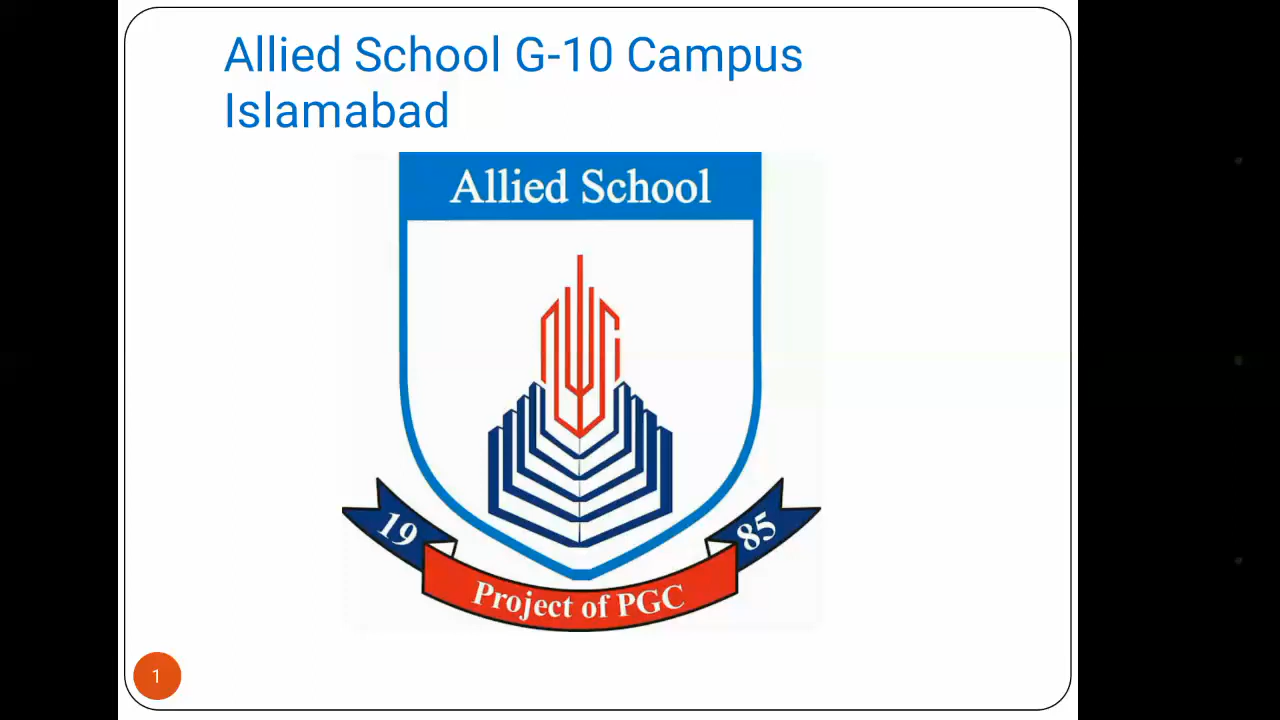 Allied School G-10 Campus
Islamabad
Allied School
19
85
Project of PGC
1